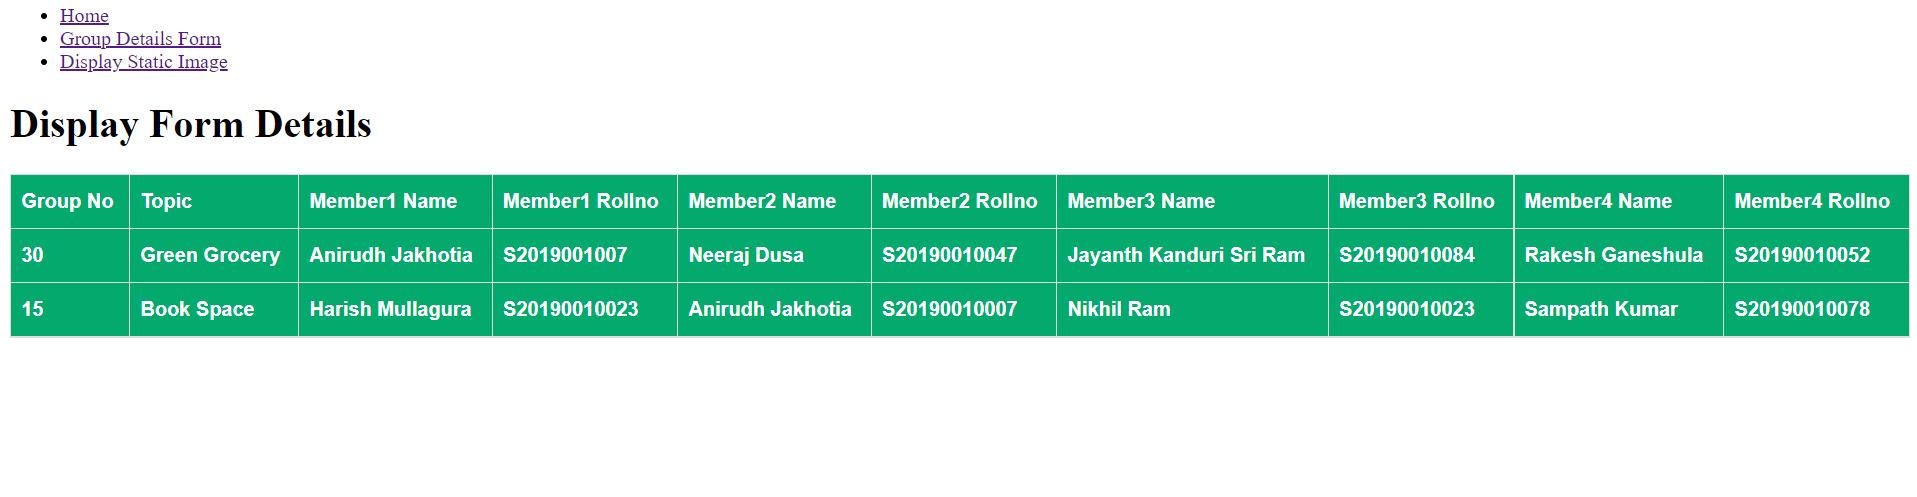 Home
Group Details Form
Display Static Image
Display Form Details
Group No Topic Member1 Name Member1 Rollno Member2 Name Member2 Rollno Member3 Name Member3 Rollno Member4 Name Member4 Rollno
30 Green Grocery Anirudh Jakhotia S2019001007 Neeraj Dusa S20190010047 Jayanth Kanduri Sri Ram S20190010084 Rakesh Ganeshula S20190010052
15 Book Space Harish Mullagura S20190010023 Anirudh Jakhotia S20190010007 Nikhil Ram S20190010023 Sampath Kumar S20190010078